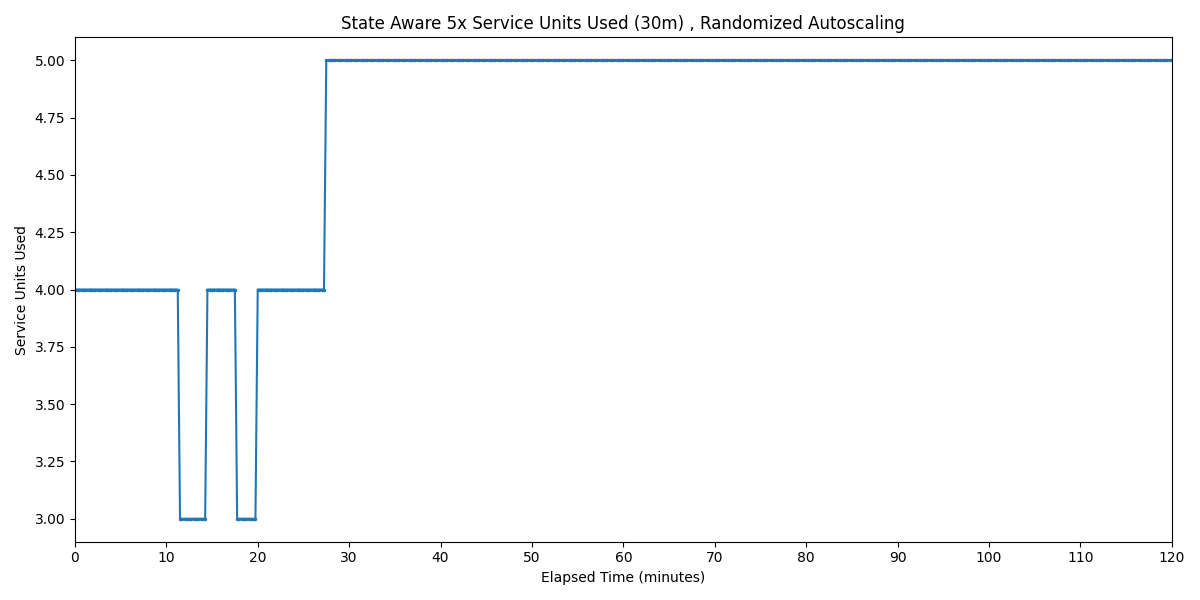 State Aware 5x Service Units Used (30m) , Randomized Autoscaling
Service Units Used
5.00
4.75
4.50
4.25
4.00
3.75
3.50
3.25
3.00
0 10 20 30 40 50 60 70 80 90 100 110 120
Elapsed Time (minutes)